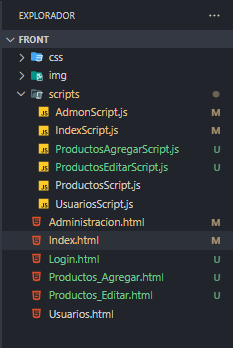 EXPLORADOR ...
FRONT
css
img
scripts
JS AdmonScript.js M
JS IndexScript.js M
JS ProductosAgregarScript.js U
JS ProductosEditarScript.js U
JS ProductosScript.js
JS UsuariosScript.js
Administracion.html M
Index.html M
Login.html U
Productos_Agregar.html U
Productos_Editar.html U
Usuarios.html